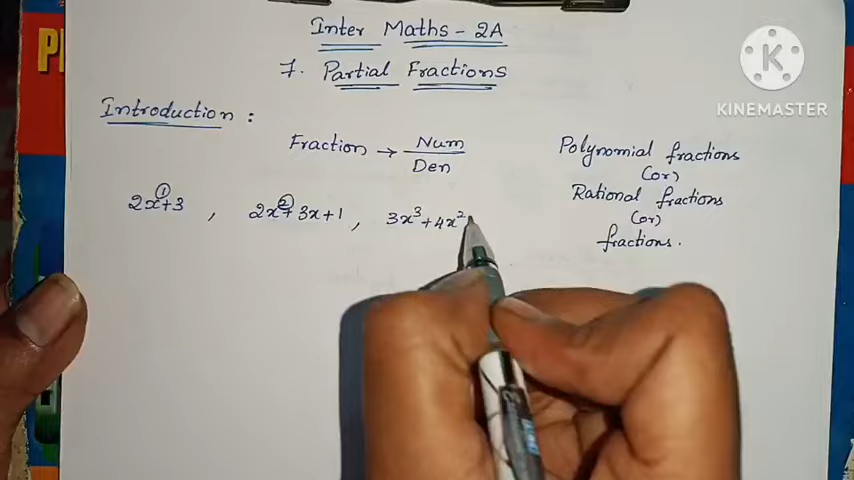 Inter Maths - 2A
7. Partial Fractions
Introduction :
Fraction → Num
Den
Polynomial fractions
(or)
Rational fractions
(or)
fractions.
2x¹+3 , 2x²+3x+1 , 3x³+4x²
K
KINEMASTER